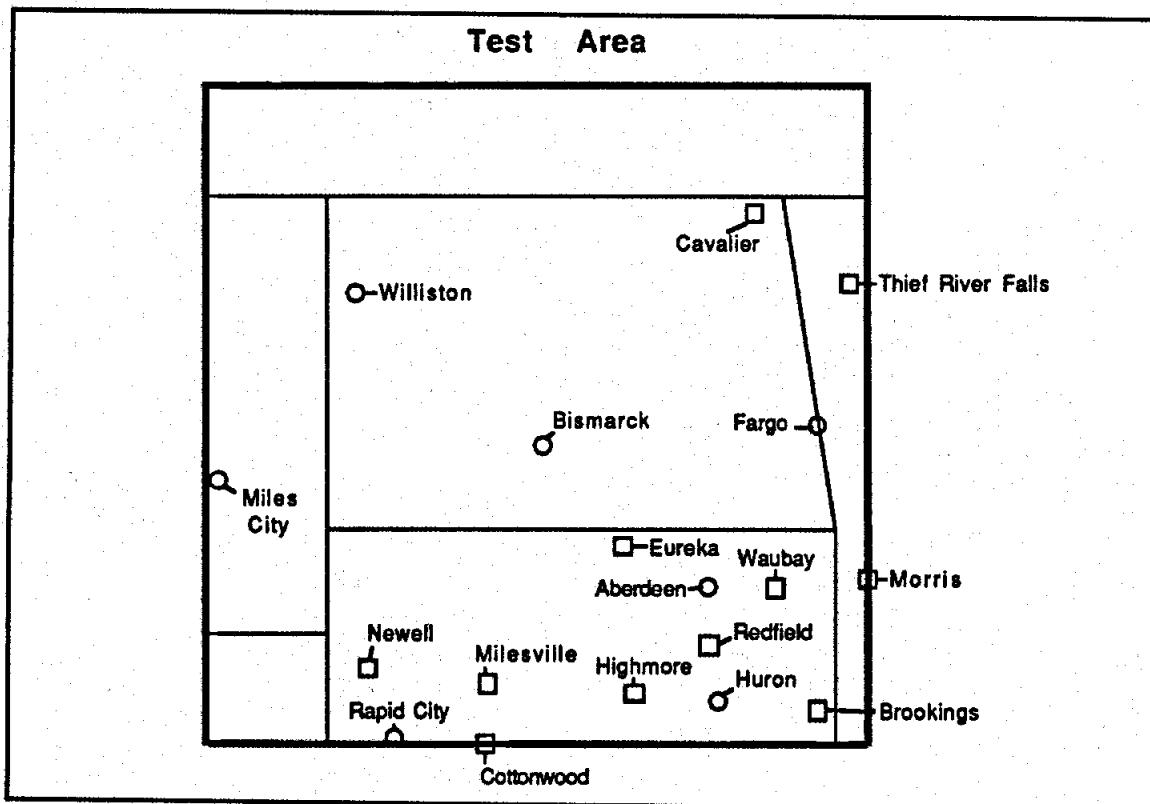 Test Area
Cavalier
Thief River Falls
Williston
Bismarck
Fargo
Miles
City
Eureka
Waubay
Aberdeen
Morris
Newell
Redfield
Milesville
Highmore
Huron
Rapid City
Brookings
Cottonwood